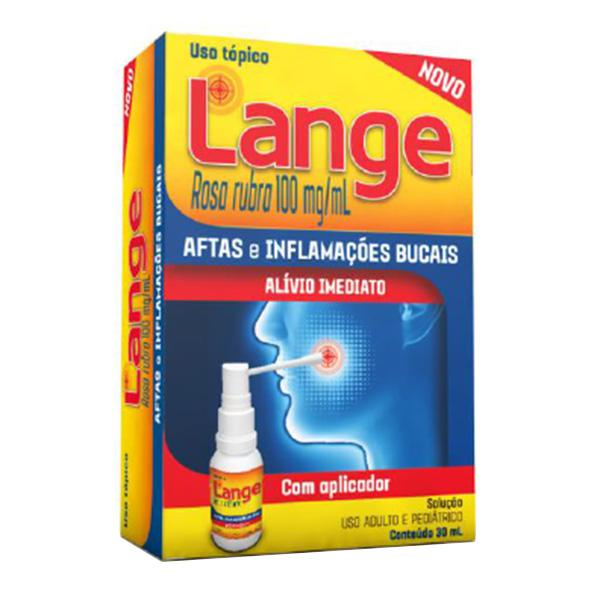 Uso tópico
NOVO
Lange
Rosa rubra 100 mg/mL
AFTAS e INFLAMAÇÕES BUCAIS
ALÍVIO IMEDIATO
Lange
Com aplicador
Solução
USO ADULTO E PEDIÁTRICO
Conteúdo 30 mL
NOVO
Lange
Rosa rubra 100 mg/mL
AFTAS e INFLAMAÇÕES BUCAIS
Uso tópico